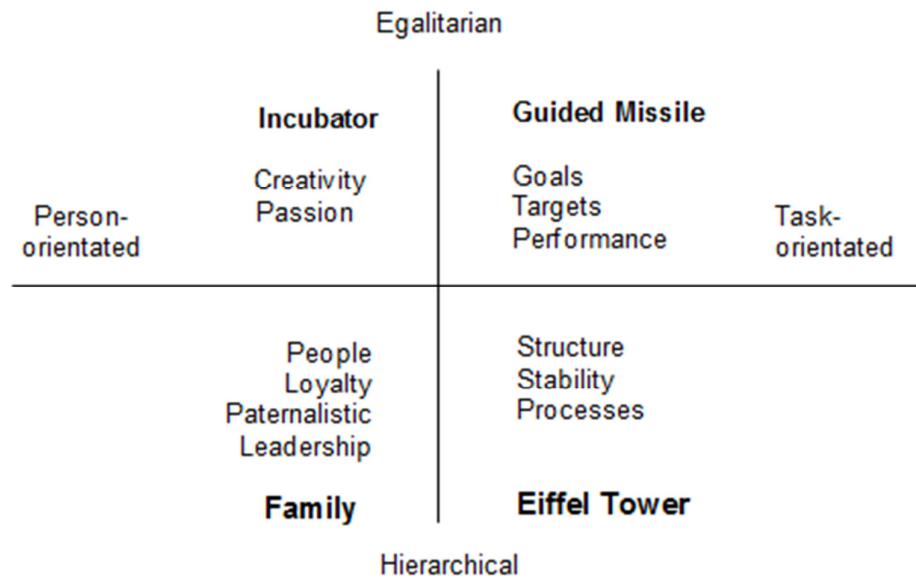 Egalitarian
Incubator
Guided Missile
Creativity
Passion
Goals
Targets
Performance
Person-
orientated
Task-
orientated
People
Loyalty
Paternalistic
Leadership
Structure
Stability
Processes
Family
Eiffel Tower
Hierarchical